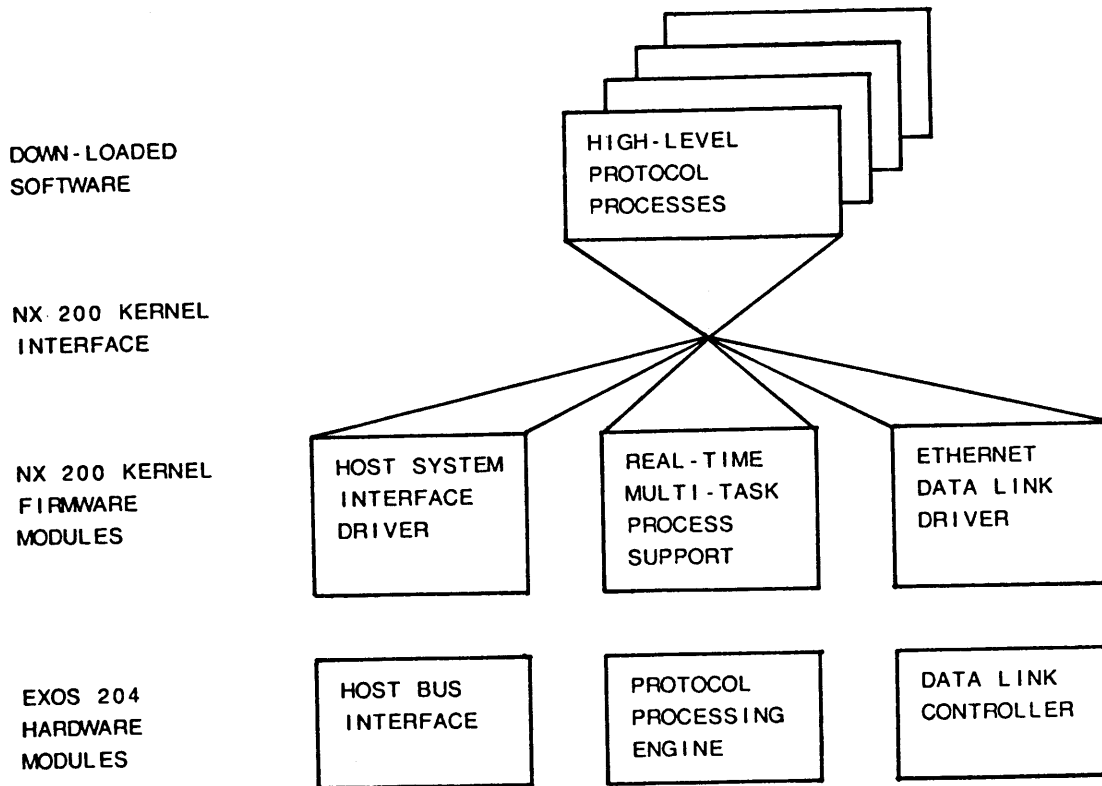 DOWN-LOADED
SOFTWARE
HIGH-LEVEL
PROTOCOL
PROCESSES
NX 200 KERNEL
INTERFACE
NX 200 KERNEL
FIRMWARE
MODULES
HOST SYSTEM
INTERFACE
DRIVER
REAL-TIME
MULTI-TASK
PROCESS
SUPPORT
ETHERNET
DATA LINK
DRIVER
EXOS 204
HARDWARE
MODULES
HOST BUS
INTERFACE
PROTOCOL
PROCESSING
ENGINE
DATA LINK
CONTROLLER